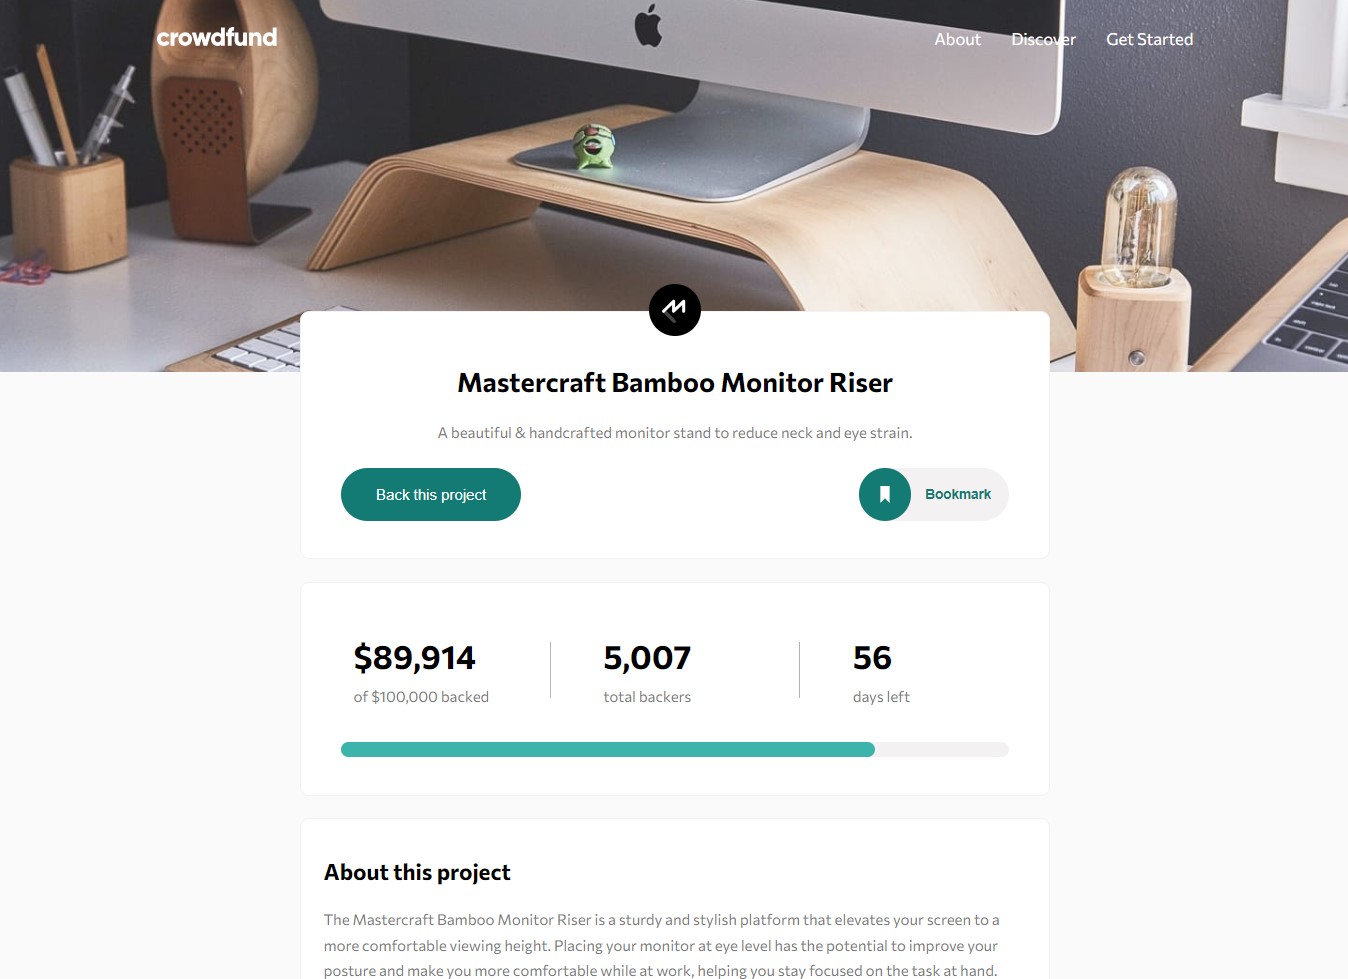 crowdfund
About Discover Get Started
Mastercraft Bamboo Monitor Riser
A beautiful & handcrafted monitor stand to reduce neck and eye strain.
Back this project
Bookmark
$89,914
of $100,000 backed
5,007
total backers
56
days left
About this project
The Mastercraft Bamboo Monitor Riser is a sturdy and stylish platform that elevates your screen to a
more comfortable viewing height. Placing your monitor at eye level has the potential to improve your
posture and make you more comfortable while at work, helping you stay focused on the task at hand.